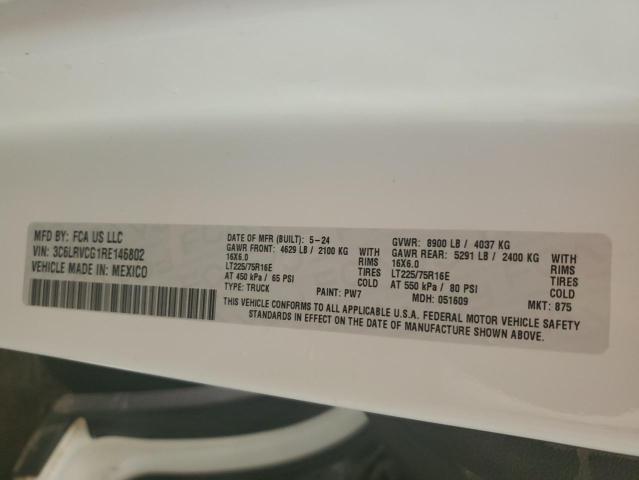 MFD BY: FCA US LLC
VIN: 3C6LRVCG1RE146802
VEHICLE MADE IN: MEXICO
DATE OF MFR (BUILT): 5-24
GAWR FRONT: 4629 LB / 2100 KG WITH
16X6.0 RIMS
LT225/75R16E TIRES
AT 450 kPa / 65 PSI COLD
TYPE: TRUCK PAINT: PW7
GVWR: 8900 LB / 4037 KG
GAWR REAR: 5291 LB / 2400 KG WITH
16X6.0 RIMS
LT225/75R16E TIRES
AT 550 kPa / 80 PSI COLD
MDH: 051609 MKT: 875
THIS VEHICLE CONFORMS TO ALL APPLICABLE U.S.A. FEDERAL MOTOR VEHICLE SAFETY
STANDARDS IN EFFECT ON THE DATE OF MANUFACTURE SHOWN ABOVE.